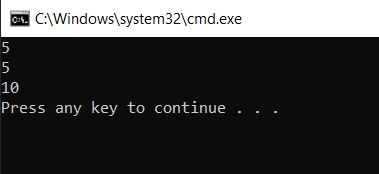 C:\Windows\system32\cmd.exe
5
5
10
Press any key to continue . . .